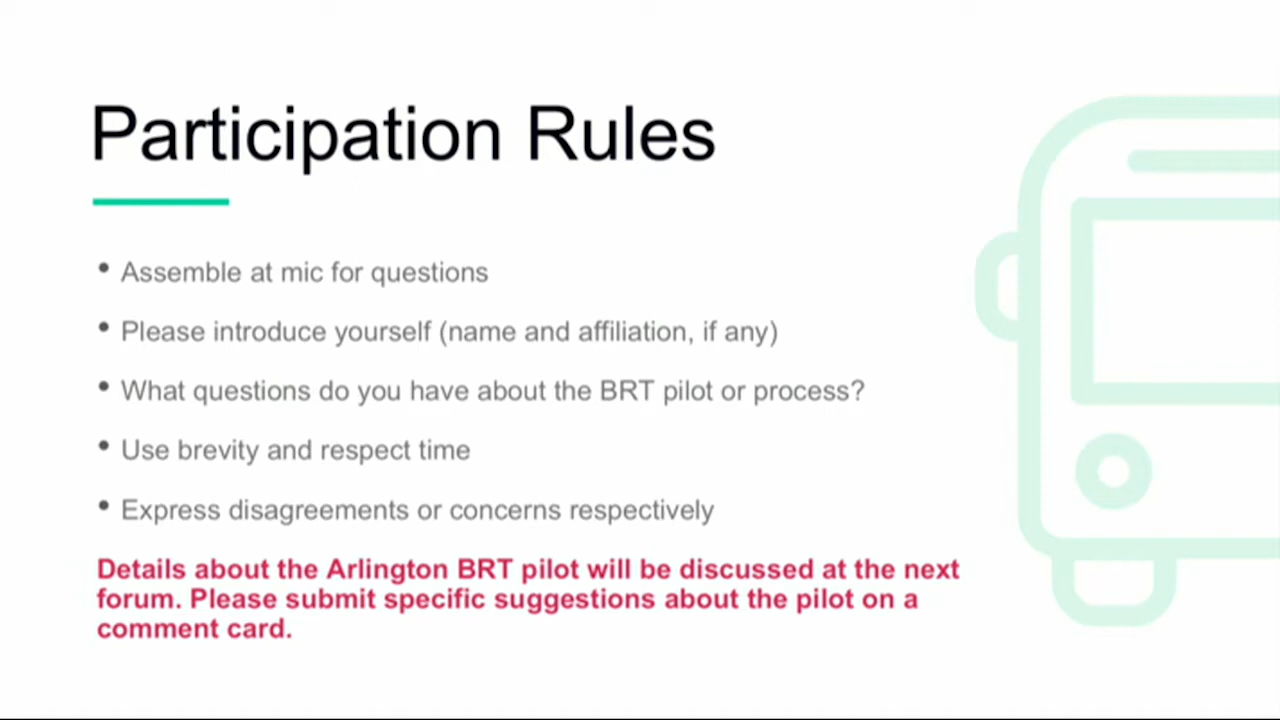 Participation Rules
• Assemble at mic for questions
• Please introduce yourself (name and affiliation, if any)
• What questions do you have about the BRT pilot or process?
• Use brevity and respect time
• Express disagreements or concerns respectively
Details about the Arlington BRT pilot will be discussed at the next
forum. Please submit specific suggestions about the pilot on a
comment card.